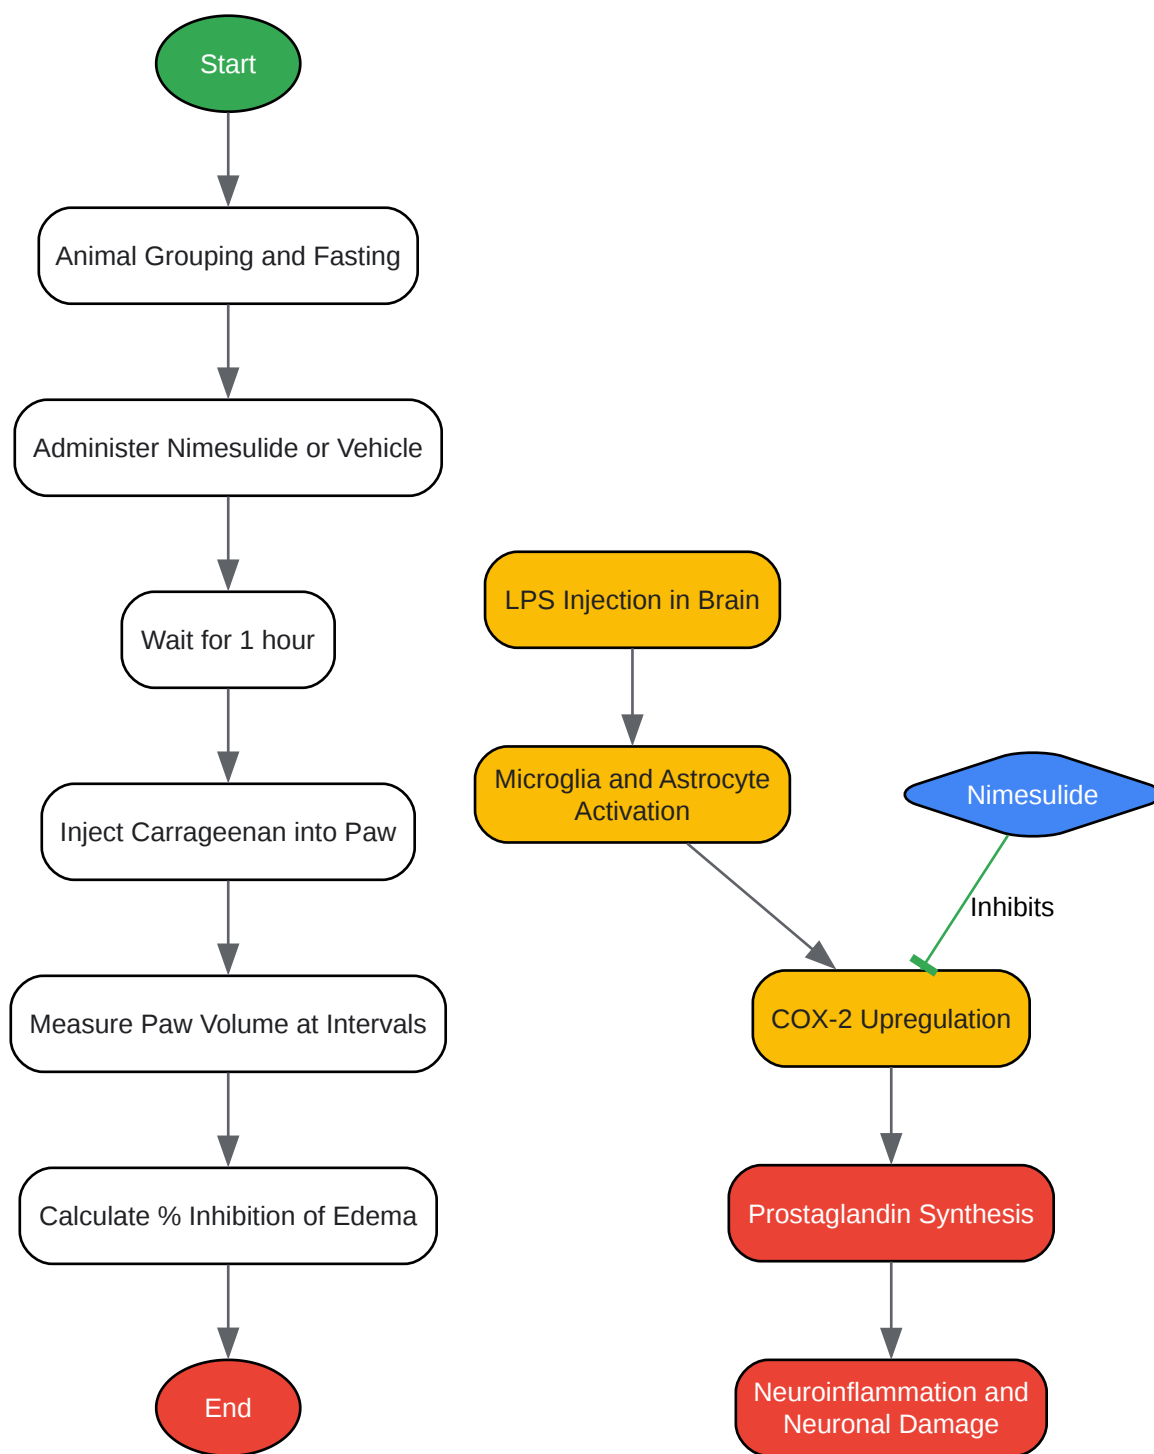 Start
Animal Grouping and Fasting
Administer Nimesulide or Vehicle
Wait for 1 hour
Inject Carrageenan into Paw
Measure Paw Volume at Intervals
Calculate % Inhibition of Edema
End
LPS Injection in Brain
Microglia and Astrocyte
Activation
Nimesulide
Inhibits
COX-2 Upregulation
Prostaglandin Synthesis
Neuroinflammation and
Neuronal Damage